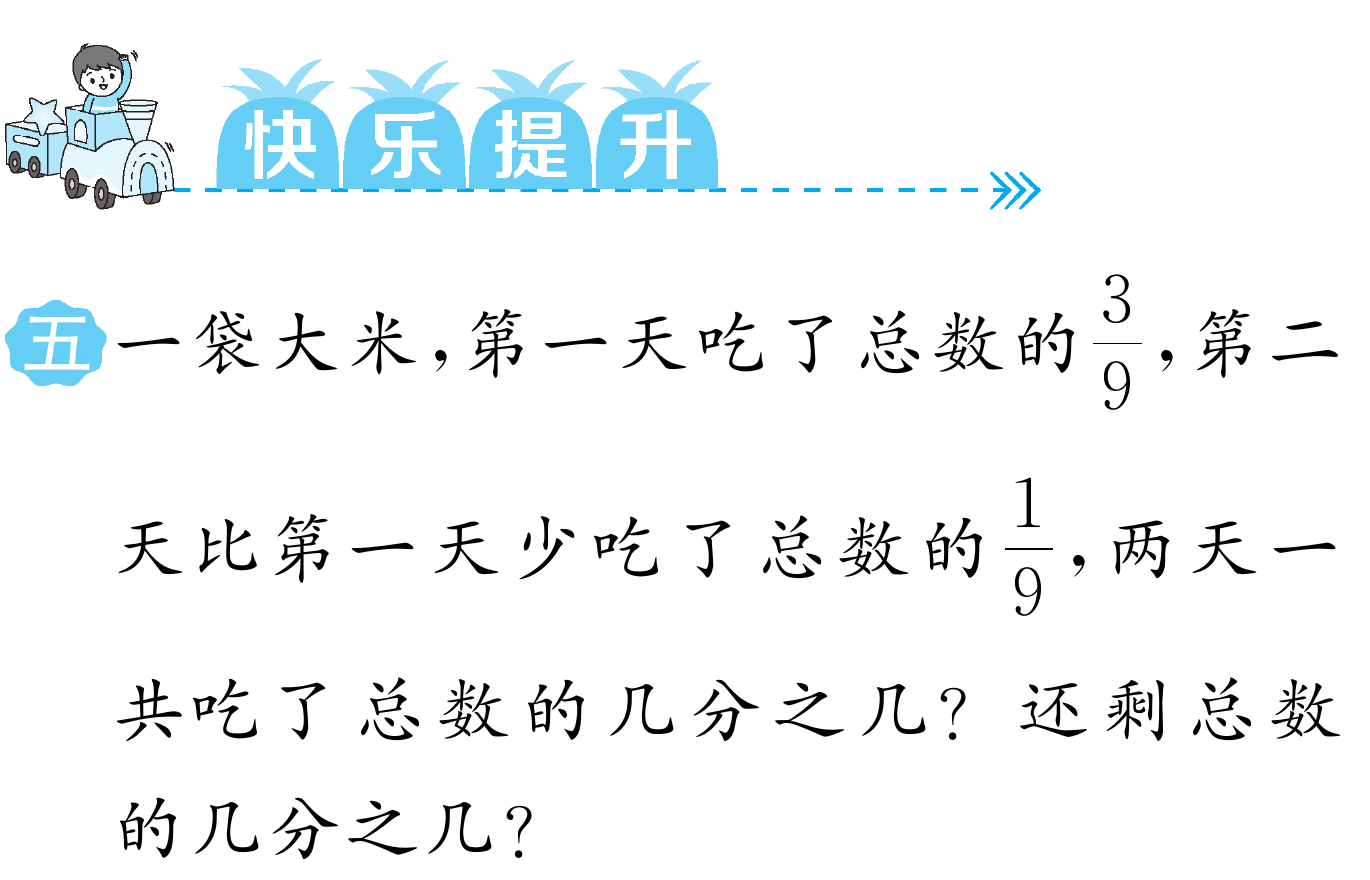 快乐提升
五 一袋大米,第一天吃了总数的3/9,第二
天比第一天少吃了总数的1/9,两天一
共吃了总数的几分之几? 还剩总数
的几分之几?